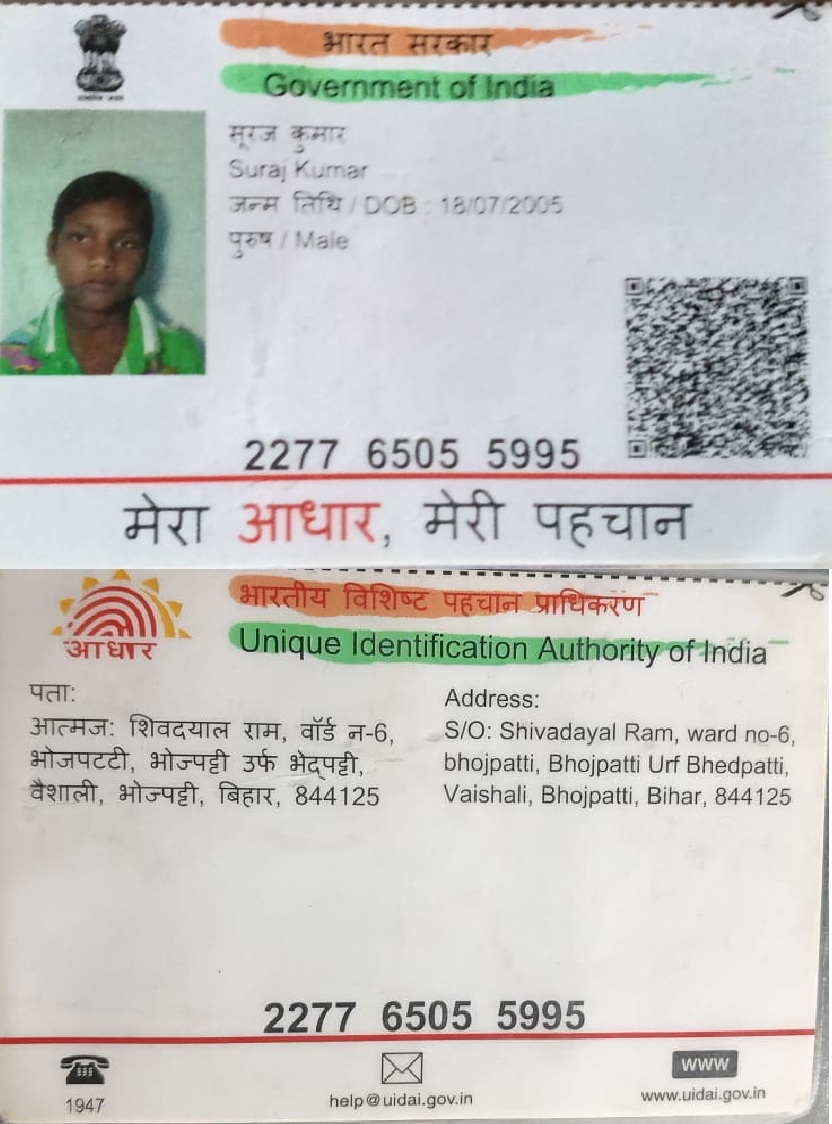 भारत सरकार
Government of India
सूरज कुमार
Suraj Kumar
जन्म तिथि / DOB : 18/07/2005
पुरुष / Male
2277 6505 5995
मेरा आधार, मेरी पहचान
भारतीय विशिष्ट पहचान प्राधिकरण
Unique Identification Authority of India
आधार
पता:
आत्मज: शिवदयाल राम, वॉर्ड न-6,
भोजपटटी, भोज्पट्टी उर्फ भेद्पट्टी,
वैशाली, भोज्पट्टी, बिहार, 844125
Address:
S/O: Shivadayal Ram, ward no-6,
bhojpatti, Bhojpatti Urf Bhedpatti,
Vaishali, Bhojpatti, Bihar, 844125
2277 6505 5995
1947
help@uidai.gov.in
www
www.uidai.gov.in